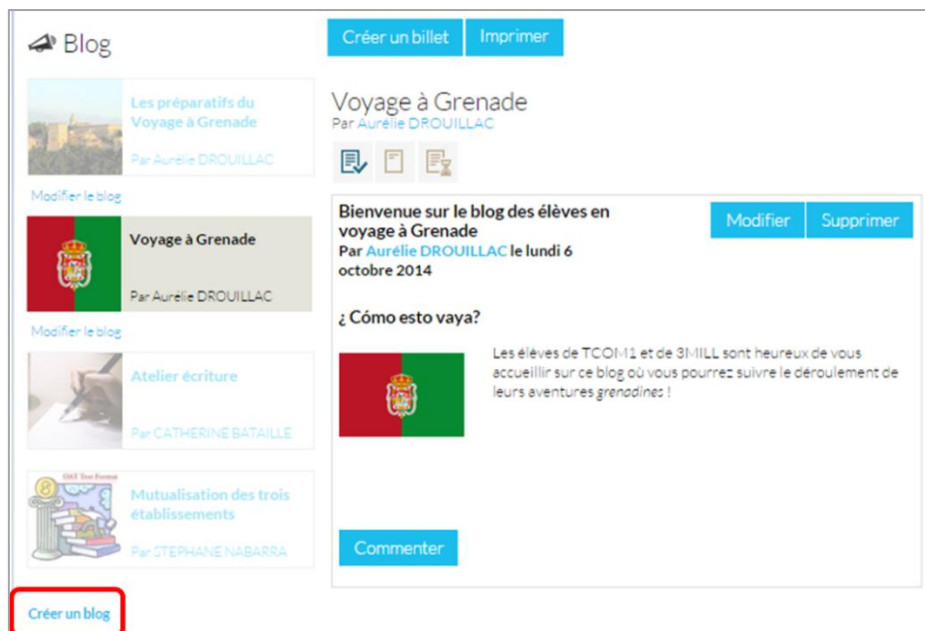 Blog
Les préparatifs du
Voyage à Grenade
Par Aurélie DROUILLAC
Modifier le blog
Voyage à Grenade
Par Aurélie DROUILLAC
Modifier le blog
Atelier écriture
Par CATHERINE BATAILLE
OAT Test Format
Mutualisation des trois
établissements
Par STEPHANE NABARRA
Créer un blog
Créer un billet
Imprimer
Voyage à Grenade
Par Aurélie DROUILLAC
Bienvenue sur le blog des élèves en
voyage à Grenade
Par Aurélie DROUILLAC le lundi 6
octobre 2014
Modifier
Supprimer
¿ Cómo esto vaya?
Les élèves de TCOM1 et de 3MILL sont heureux de vous
accueillir sur ce blog où vous pourrez suivre le déroulement de
leurs aventures grenadines !
Commenter